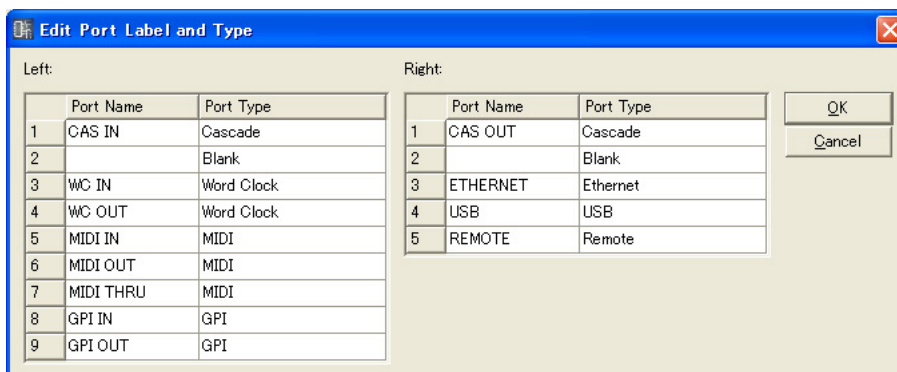 Edit Port Label and Type
Left:
Port Name Port Type
1 CAS IN Cascade
2 Blank
3 WC IN Word Clock
4 WC OUT Word Clock
5 MIDI IN MIDI
6 MIDI OUT MIDI
7 MIDI THRU MIDI
8 GPI IN GPI
9 GPI OUT GPI
Right:
Port Name Port Type
1 CAS OUT Cascade
2 Blank
3 ETHERNET Ethernet
4 USB USB
5 REMOTE Remote
OK
Cancel